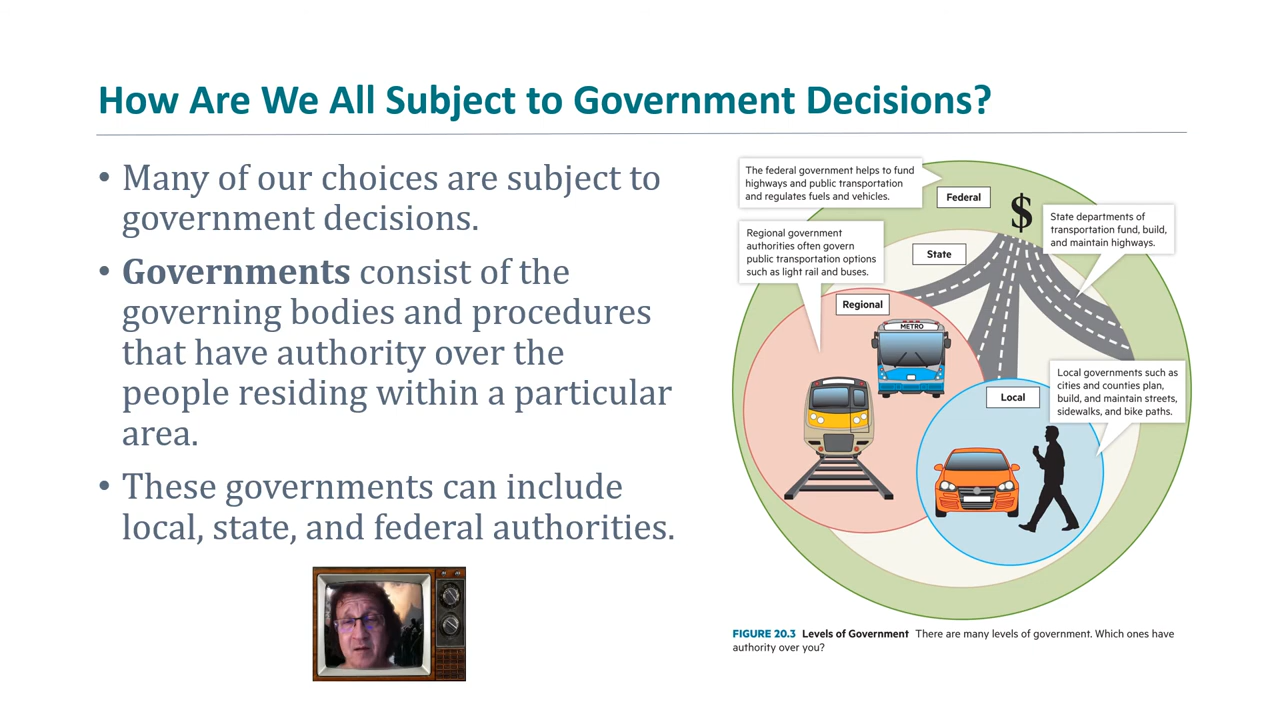 How Are We All Subject to Government Decisions?
• Many of our choices are subject to
government decisions.
• Governments consist of the
governing bodies and procedures
that have authority over the
people residing within a particular
area.
• These governments can include
local, state, and federal authorities.
The federal government helps to fund
highways and public transportation
and regulates fuels and vehicles.
Federal
$
State departments of
transportation fund, build,
and maintain highways.
Regional government
authorities often govern
public transportation options
such as light rail and buses.
State
Regional
METRO
Local governments such as
cities and counties plan,
build, and maintain streets,
sidewalks, and bike paths.
Local
FIGURE 20.3 Levels of Government There are many levels of government. Which ones have
authority over you?